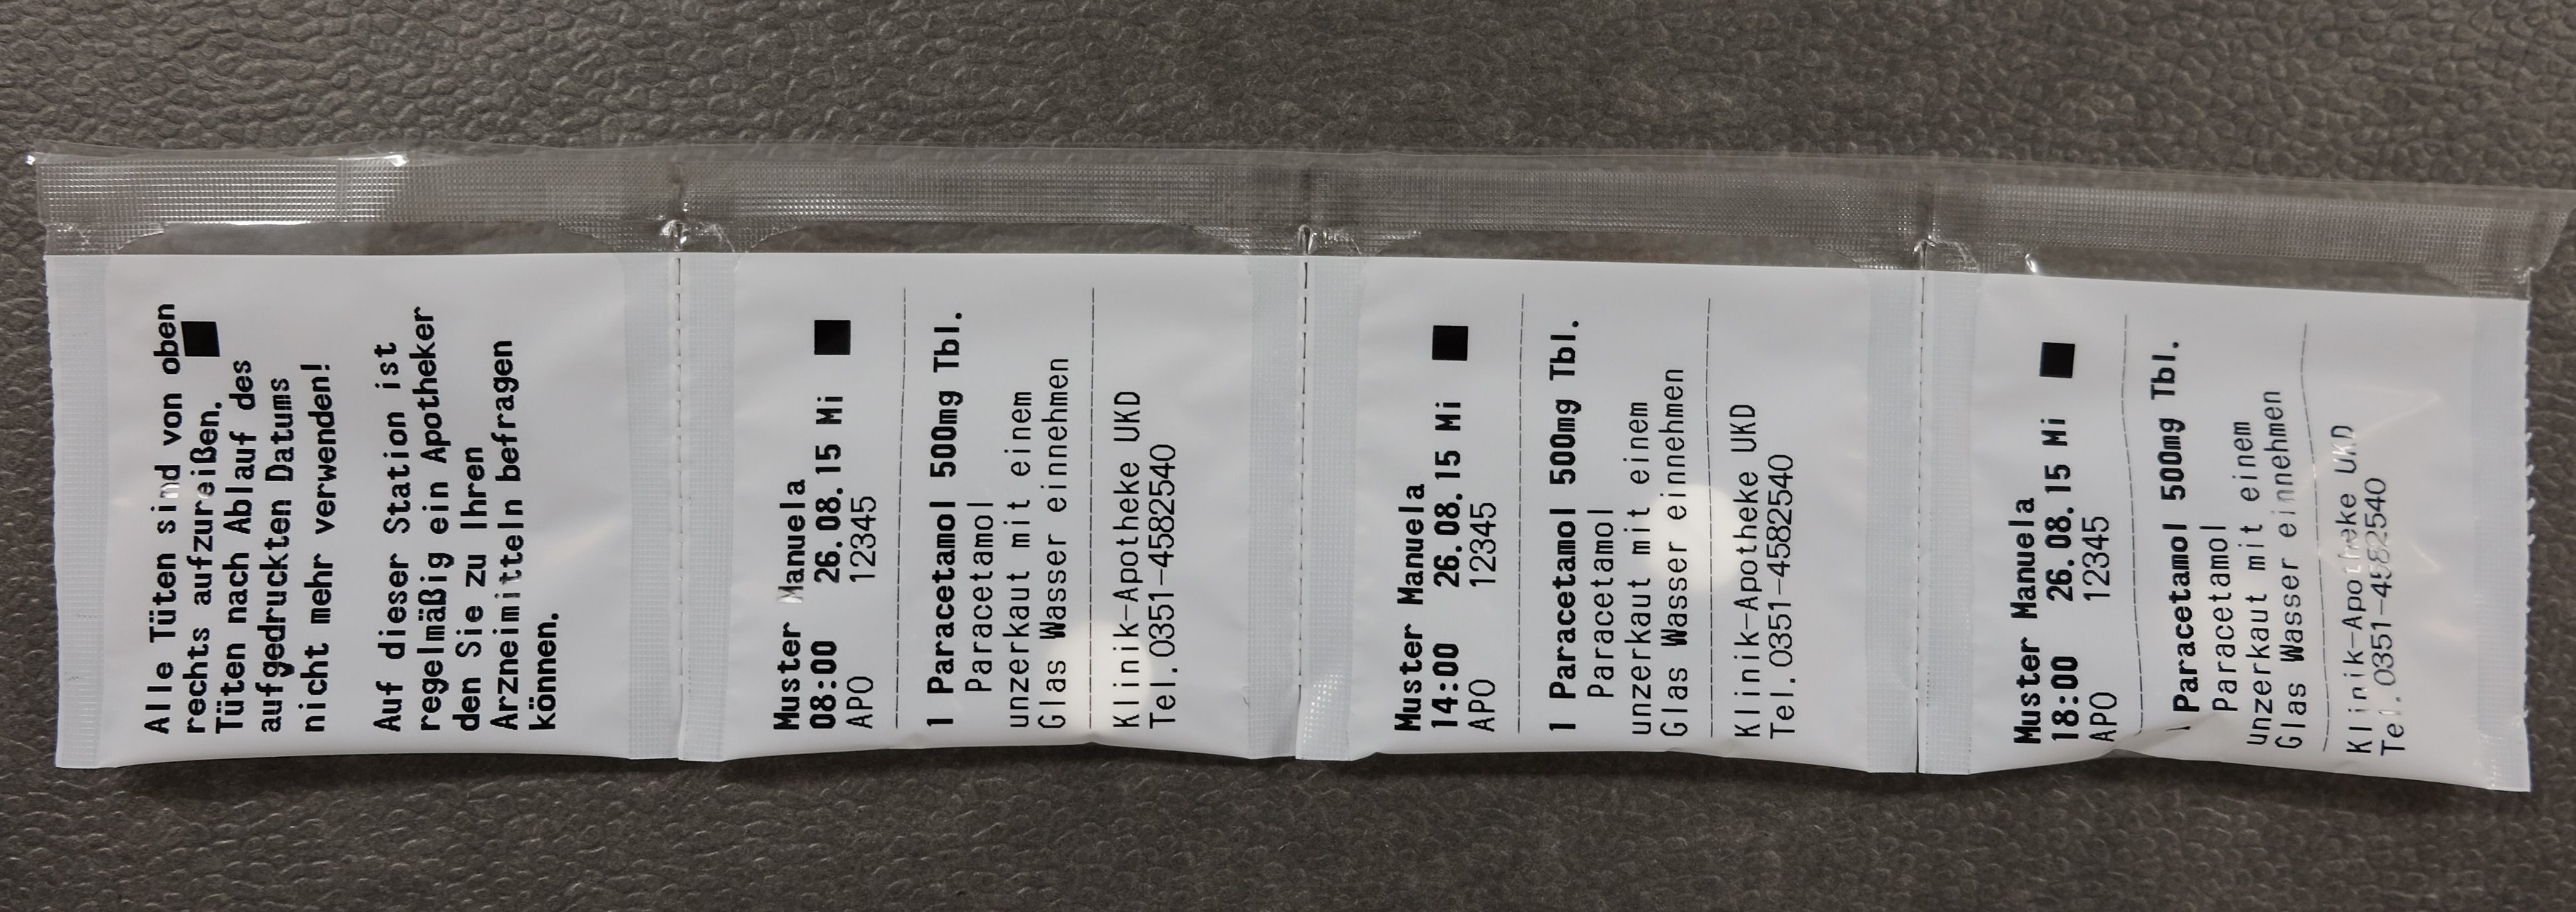 Alle Tüten sind von oben
rechts aufzureißen.
Tüten nach Ablauf des
aufgedruckten Datums
nicht mehr verwenden!
Auf dieser Station ist
regelmäßig ein Apotheker
den Sie zu Ihren
Arzneimitteln befragen
können.
Muster Manuela
08:00 26.08.15 Mi
APO 12345
1 Paracetamol 500mg Tbl.
Paracetamol
unzerkaut mit einem
Glas Wasser einnehmen
Klinik-Apotheke UKD
Tel.0351-4582540
Muster Manuela
14:00 26.08.15 Mi
APO 12345
1 Paracetamol 500mg Tbl.
Paracetamol
unzerkaut mit einem
Glas Wasser einnehmen
Klinik-Apotheke UKD
Tel.0351-4582540
Muster Manuela
18:00 26.08.15 Mi
APO 12345
1 Paracetamol 500mg Tbl.
Paracetamol
unzerkaut mit einem
Glas Wasser einnehmen
Klinik-Apotheke UKD
Tel.0351-4582540